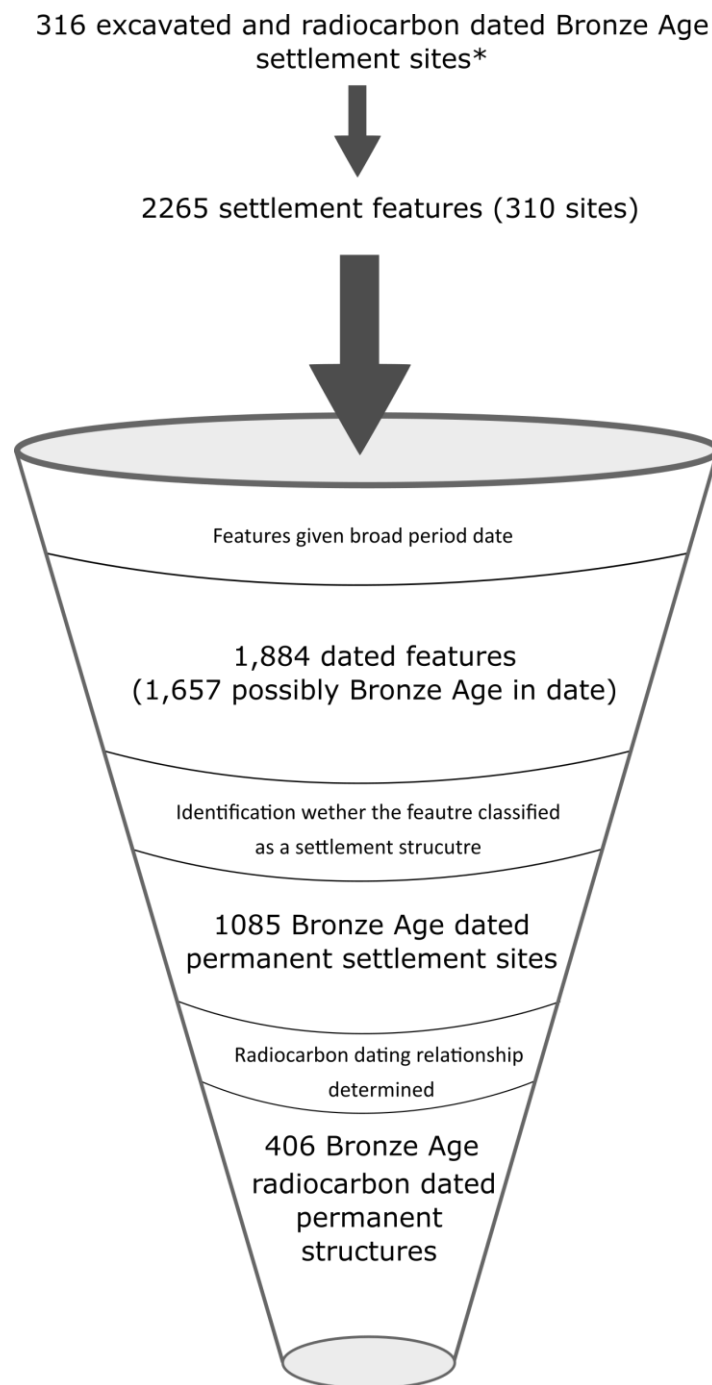 316 excavated and radiocarbon dated Bronze Age
settlement sites*
2265 settlement features (310 sites)
Features given broad period date
1,884 dated features
(1,657 possibly Bronze Age in date)
Identification wether the feautre classified
as a settlement strucutre
1085 Bronze Age dated
permanent settlement sites
Radiocarbon dating relationship
determined
406 Bronze Age
radiocarbon dated
permanent
structures